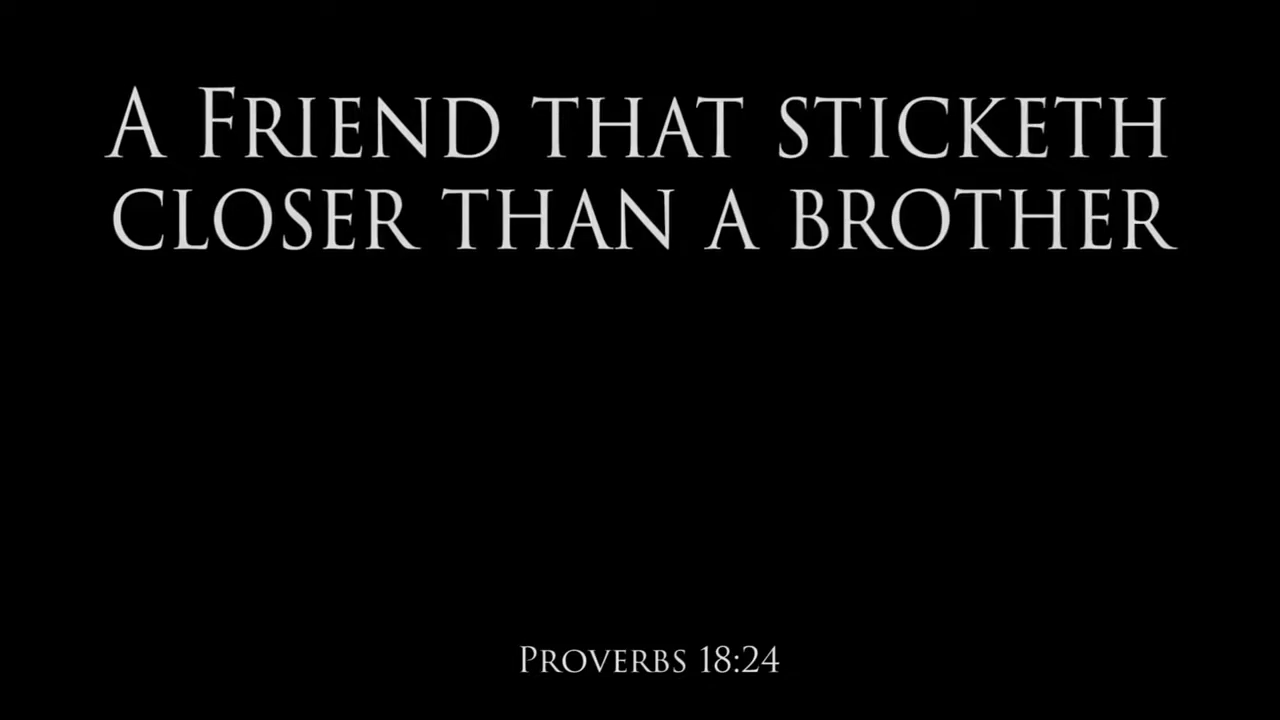 A FRIEND THAT STICKETH
CLOSER THAN A BROTHER
PROVERBS 18:24